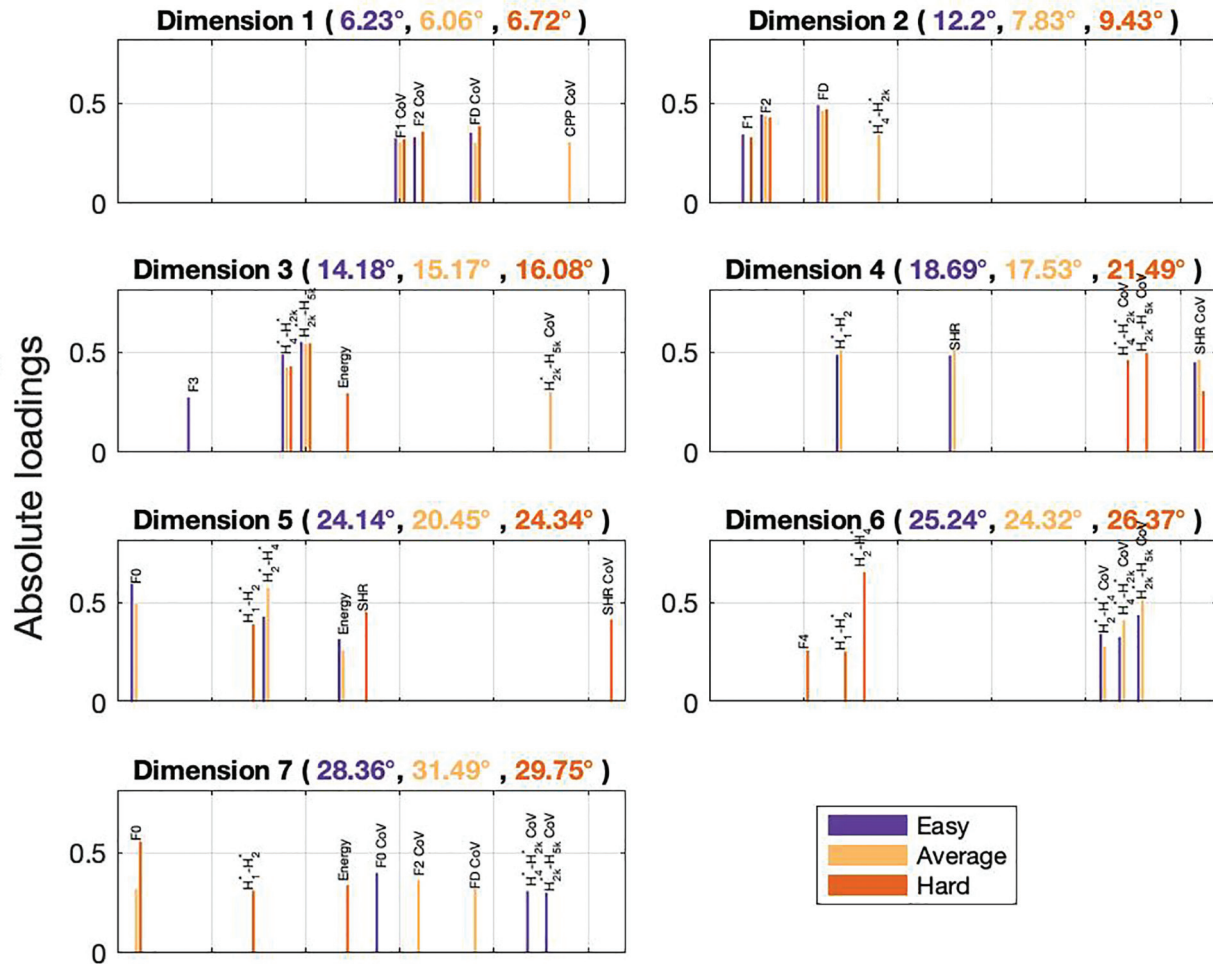 Absolute loadings
Dimension 1 ( 6.23°, 6.06° , 6.72° )
0.5
0
F1 CoV
F2 CoV
FD CoV
CPP CoV
Dimension 2 ( 12.2°, 7.83° , 9.43° )
0.5
0
F1
F2
FD
H*4-H*2k
Dimension 3 ( 14.18°, 15.17° , 16.08° )
0.5
0
F3
H*4-H*2k
H*2k-H5k
Energy
H*2k-H5k CoV
Dimension 4 ( 18.69°, 17.53° , 21.49° )
0.5
0
H*1-H*2
SHR
H*4-H*2k CoV
H*2k-H5k CoV
SHR CoV
Dimension 5 ( 24.14°, 20.45° , 24.34° )
0.5
0
F0
H*1-H*2
H*2-H*4
Energy
SHR
SHR CoV
Dimension 6 ( 25.24°, 24.32° , 26.37° )
0.5
0
F4
H*1-H*2
H*2-H*4
H*2-H*4 CoV
H*4-H*2k CoV
H*2k-H5k CoV
Dimension 7 ( 28.36°, 31.49° , 29.75° )
0.5
0
F0
H*1-H*2
Energy
F0 CoV
F2 CoV
FD CoV
H*4-H*2k CoV
H*2k-H5k CoV
Easy
Average
Hard